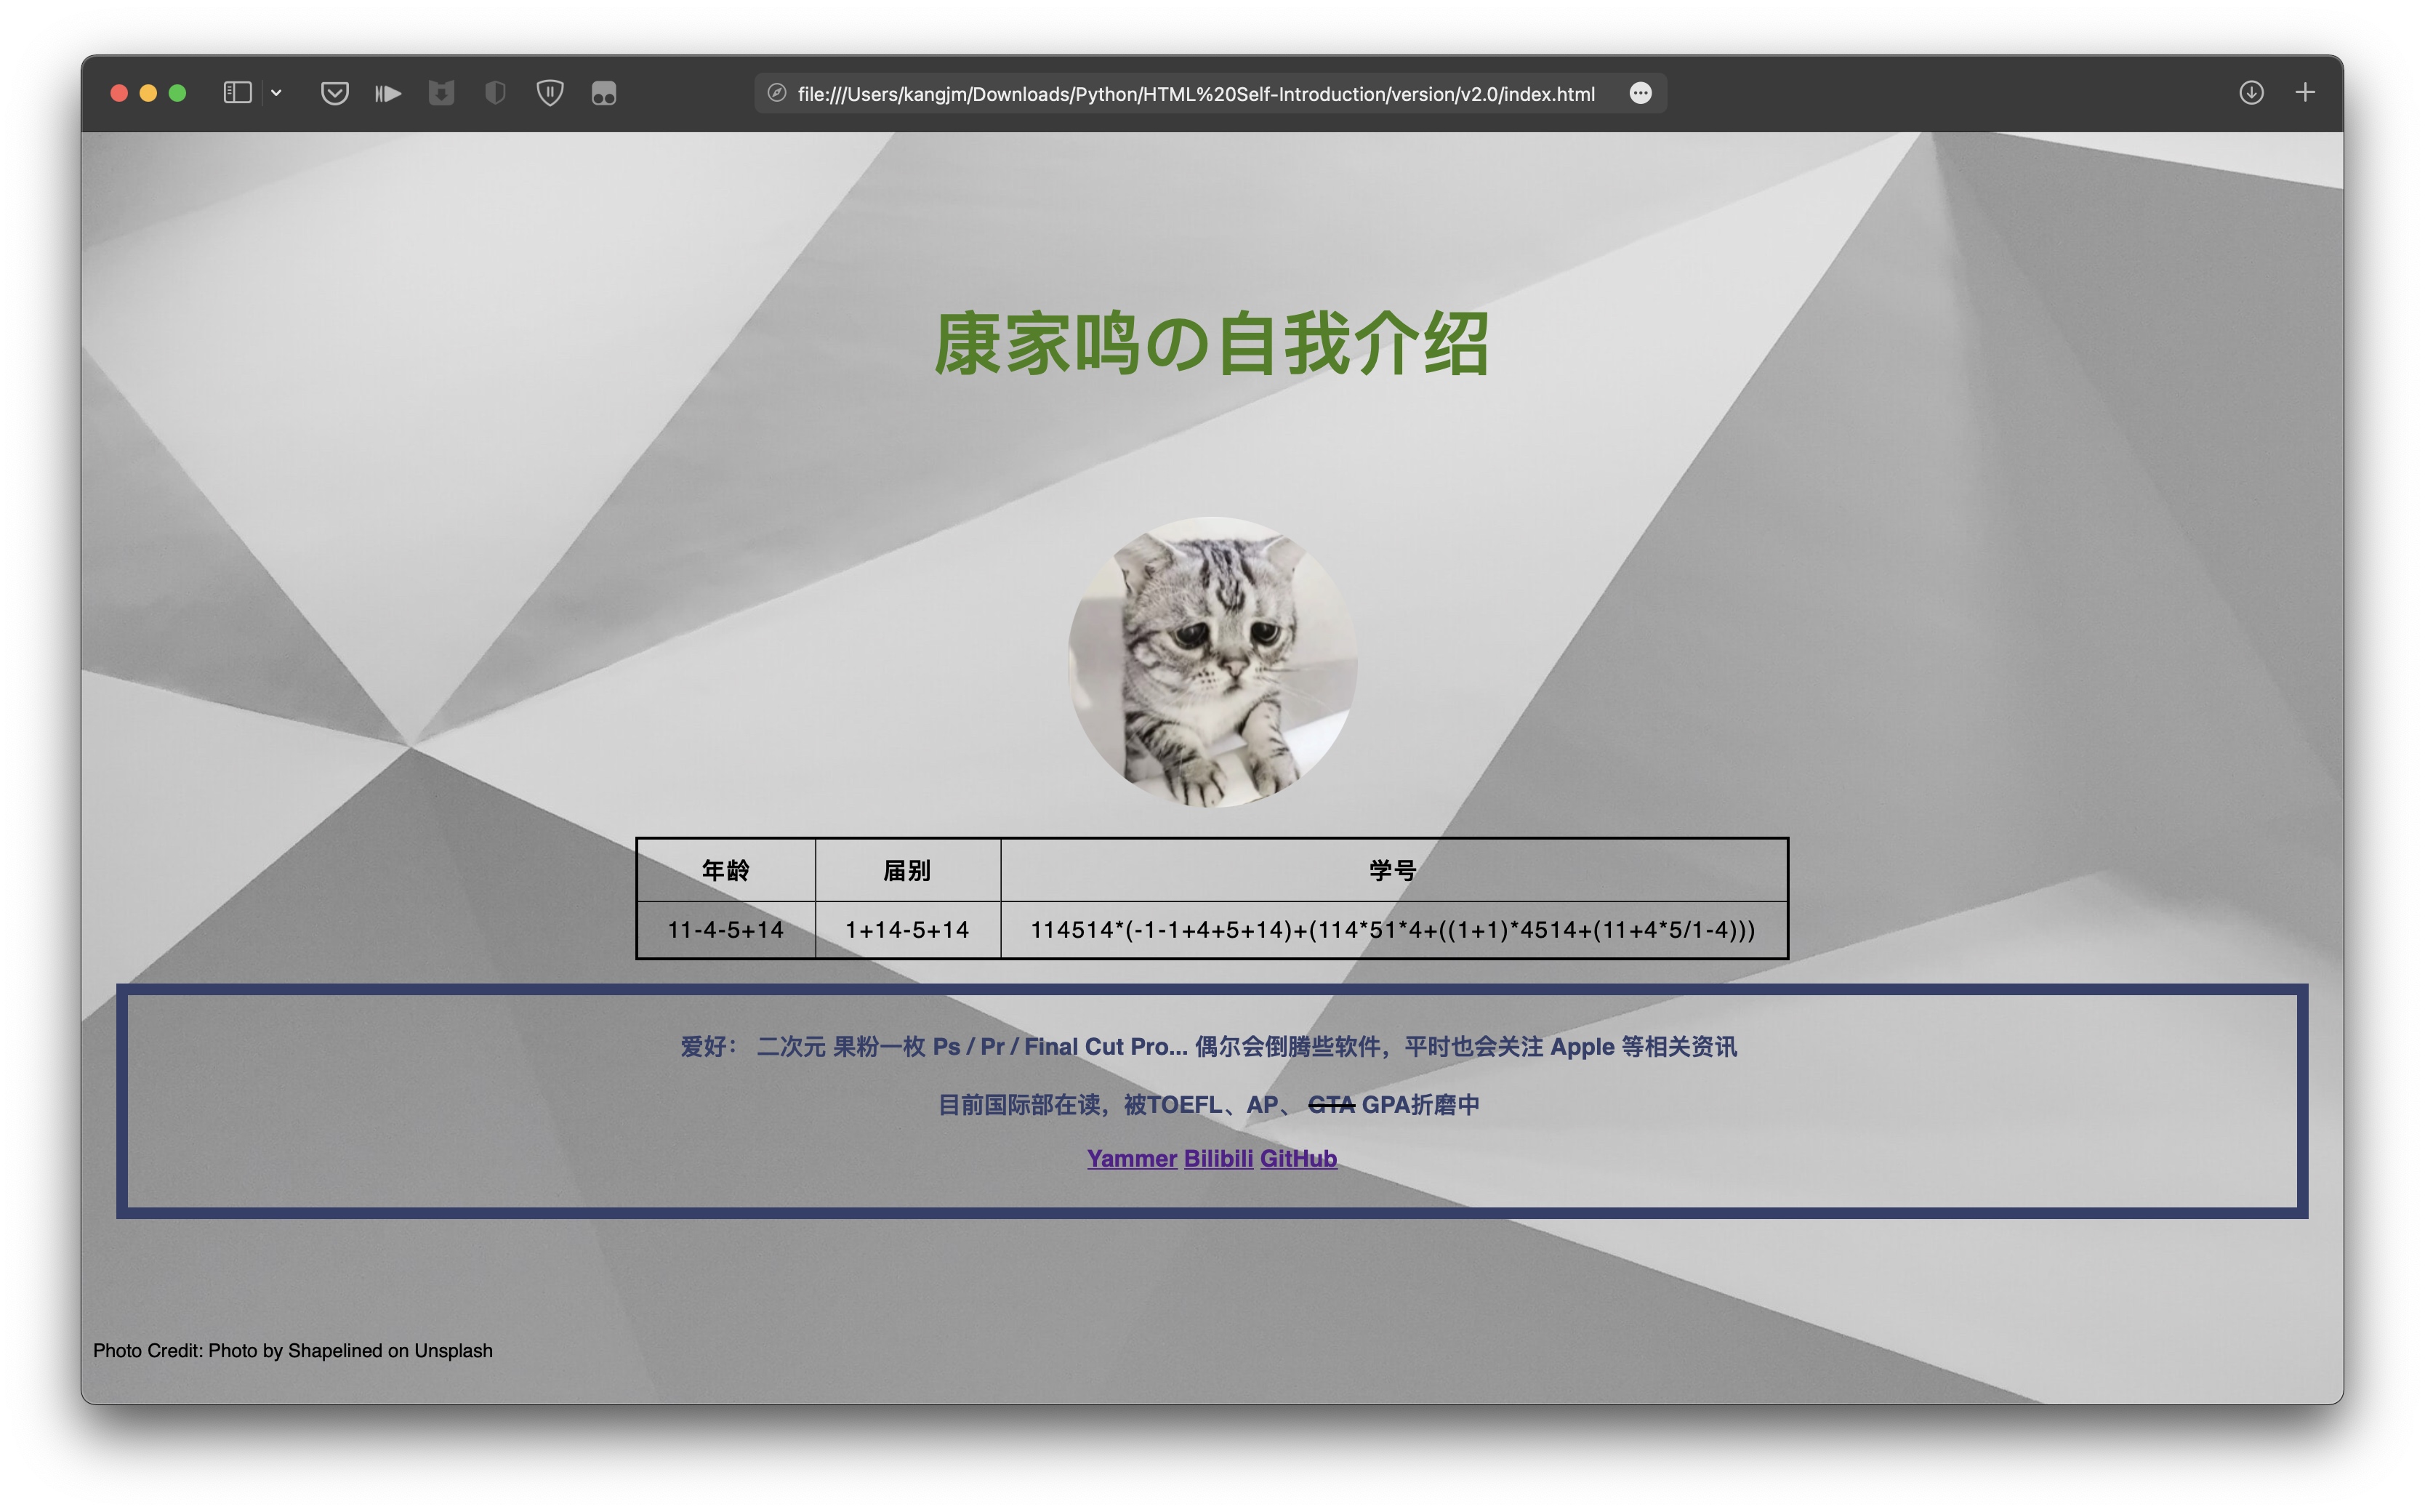 file:///Users/kangjm/Downloads/Python/HTML%20Self-Introduction/version/v2.0/index.html
康家鸣の自我介绍
年龄 届别 学号
11-4-5+14 1+14-5+14 114514*(-1-1+4+5+14)+(114*51*4+((1+1)*4514+(11+4*5/1-4)))
爱好： 二次元 果粉一枚 Ps / Pr / Final Cut Pro... 偶尔会倒腾些软件，平时也会关注 Apple 等相关资讯
目前国际部在读，被TOEFL、AP、 GTA GPA折磨中
Yammer Bilibili GitHub
Photo Credit: Photo by Shapelined on Unsplash